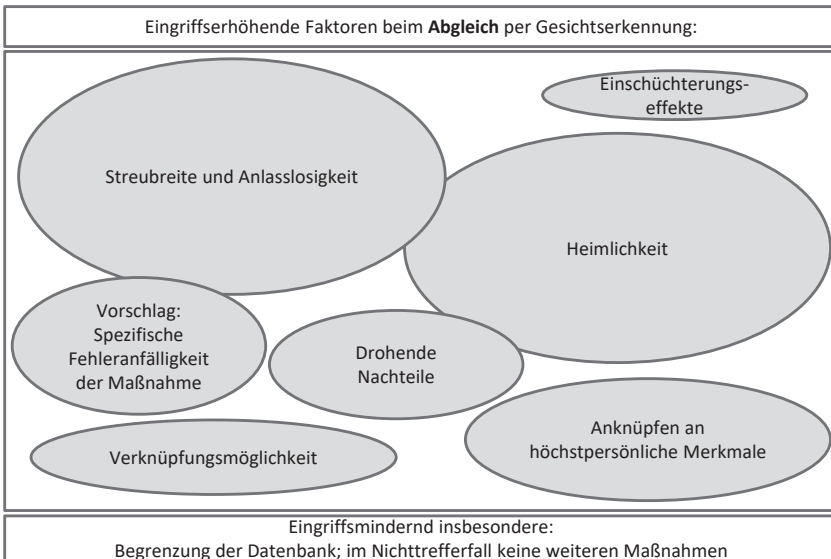 Eingriffserhöhende Faktoren beim Abgleich per Gesichtserkennung:
Einschüchterungs-
effekte
Streubreite und Anlasslosigkeit
Heimlichkeit
Vorschlag:
Spezifische
Fehleranfälligkeit
der Maßnahme
Drohende
Nachteile
Anknüpfen an
höchstpersönliche Merkmale
Verknüpfungsmöglichkeit
Eingriffsmindernd insbesondere:
Begrenzung der Datenbank; im Nichttrefferfall keine weiteren Maßnahmen